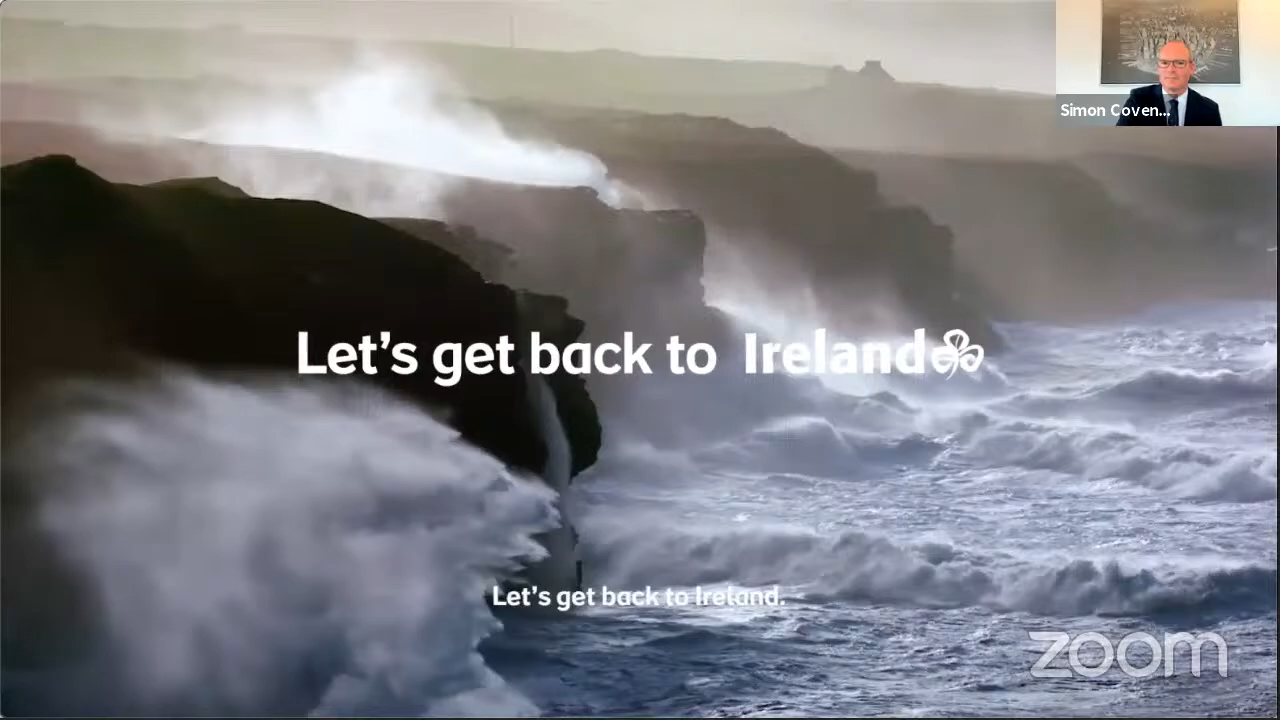 Simon Coven...
Let's get back to Ireland
Let's get back to Ireland.
zoom